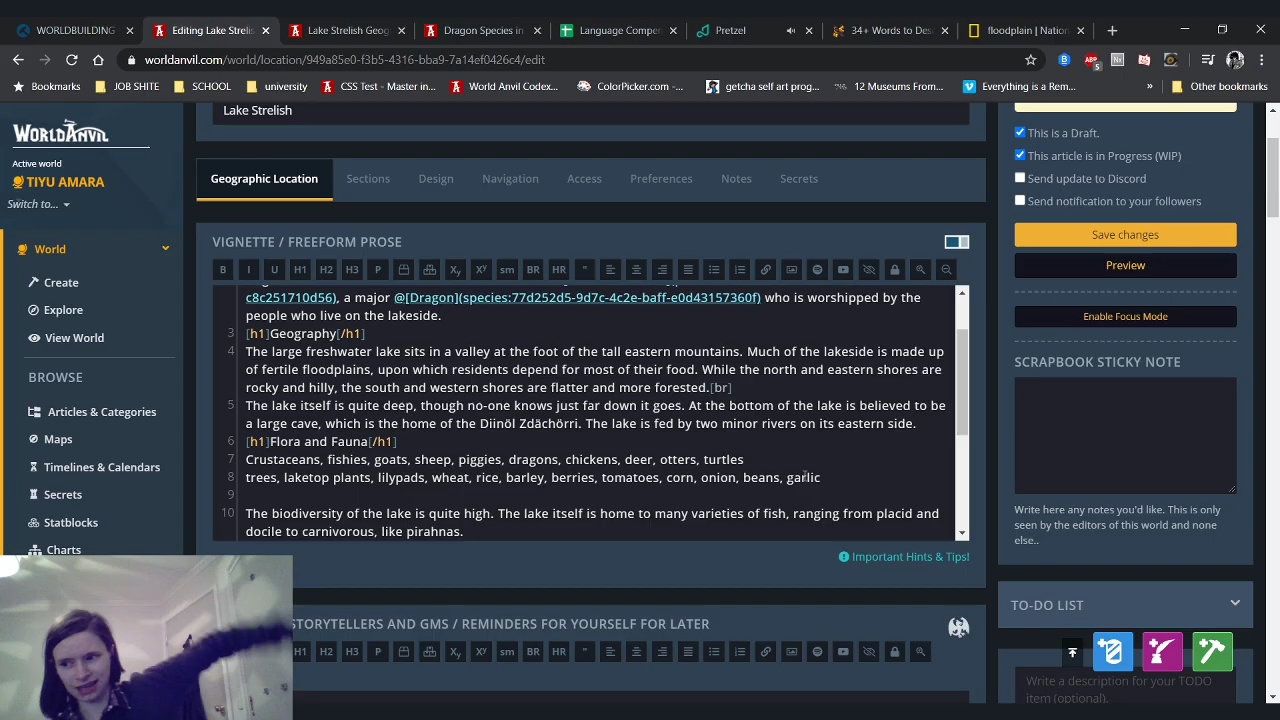 WORLDBUILDING
Editing Lake Strelis
Lake Strelish Geog
Dragon Species in
Language Compe
Pretzel
34+ Words to Des
floodplain | Nation
worldanvil.com/world/location/949a85e0-f3b5-4316-bba9-7a14ef0426c4/edit
5
Bookmarks
JOB SHITE
SCHOOL
university
CSS Test - Master in...
World Anvil Codex...
ColorPicker.com -...
getcha self art prog...
12 Museums From...
Everything is a Rem...
»
Other bookmarks
WORLDANVIL
Active world
TIYU AMARA
Switch to...
World
Create
Explore
View World
BROWSE
Articles & Categories
Maps
Timelines & Calendars
Secrets
Statblocks
Charts
Lake Strelish
Geographic Location
Sections
Design
Navigation
Access
Preferences
Notes
Secrets
VIGNETTE / FREEFORM PROSE
B I U H1 H2 H3 P Xy XY sm BR HR "
c8c251710d56), a major @[Dragon](species:77d252d5-9d7c-4c2e-baff-e0d43157360f) who is worshipped by the
people who live on the lakeside.
3 [h1]Geography[/h1]
4 The large freshwater lake sits in a valley at the foot of the tall eastern mountains. Much of the lakeside is made up
of fertile floodplains, upon which residents depend for most of their food. While the north and eastern shores are
rocky and hilly, the south and western shores are flatter and more forested.[br]
5 The lake itself is quite deep, though no-one knows just far down it goes. At the bottom of the lake is believed to be
a large cave, which is the home of the Diinöl Zdächörri. The lake is fed by two minor rivers on its eastern side.
6 [h1]Flora and Fauna[/h1]
7 Crustaceans, fishies, goats, sheep, piggies, dragons, chickens, deer, otters, turtles
8 trees, laketop plants, lilypads, wheat, rice, barley, berries, tomatoes, corn, onion, beans, garlic
9
10 The biodiversity of the lake is quite high. The lake itself is home to many varieties of fish, ranging from placid and
docile to carnivorous, like pirahnas.
Important Hints & Tips!
STORYTELLERS AND GMS / REMINDERS FOR YOURSELF FOR LATER
H1 H2 H3 P Xy XY sm BR HR "
This is a Draft.
This article is in Progress (WIP)
Send update to Discord
Send notification to your followers
Save changes
Preview
Enable Focus Mode
SCRAPBOOK STICKY NOTE
Write here any notes you'd like. This is only
seen by the editors of this world and none
else..
TO-DO LIST
Write a description for your TODO
item (optional).